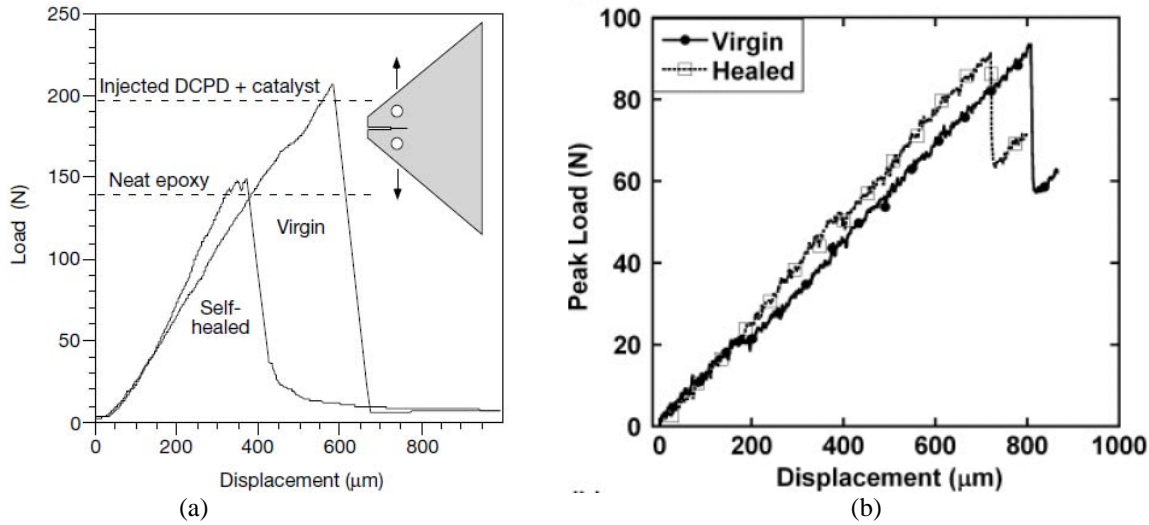 250
Injected DCPD + catalyst
200
Neat epoxy
150
Virgin
100
Self-
healed
50
0
Load (N)
0 200 400 600 800
Displacement (μm)
(a)
100
Virgin
Healed
80
60
40
20
0
Peak Load (N)
0 200 400 600 800 1000
Displacement (μm)
(b)